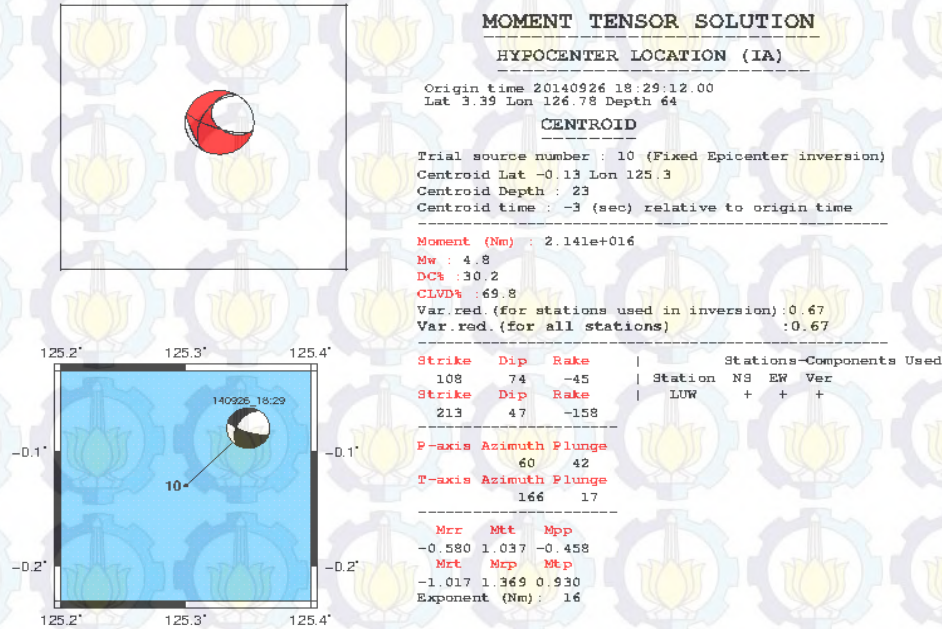 MOMENT TENSOR SOLUTION
HYPOCENTER LOCATION (IA)
Origin time 20140926 18:29:12.00
Lat 3.39 Lon 126.78 Depth 64
CENTROID
Trial source number : 10 (Fixed Epicenter inversion)
Centroid Lat -0.13 Lon 125.3
Centroid Depth : 23
Centroid time : -3 (sec) relative to origin time
Moment (Nm) : 2.141e+016
Mw : 4.8
DC% :30.2
CLVD% :69.8
Var.red.(for stations used in inversion):0.67
Var.red.(for all stations) :0.67
Strike Dip Rake | Stations-Components Used
108 74 -45 | Station NS EW Ver
Strike Dip Rake | LUW + + +
213 47 -158
P-axis Azimuth Plunge
60 42
T-axis Azimuth Plunge
166 17
Mrr Mtt Mpp
-0.580 1.037 -0.458
Mrt Mrp Mtp
-1.017 1.369 0.930
Exponent (Nm): 16
125.2° 125.3° 125.4°
140926_18:29
-0.1° -0.1°
10
-0.2° -0.2°
125.2° 125.3° 125.4°